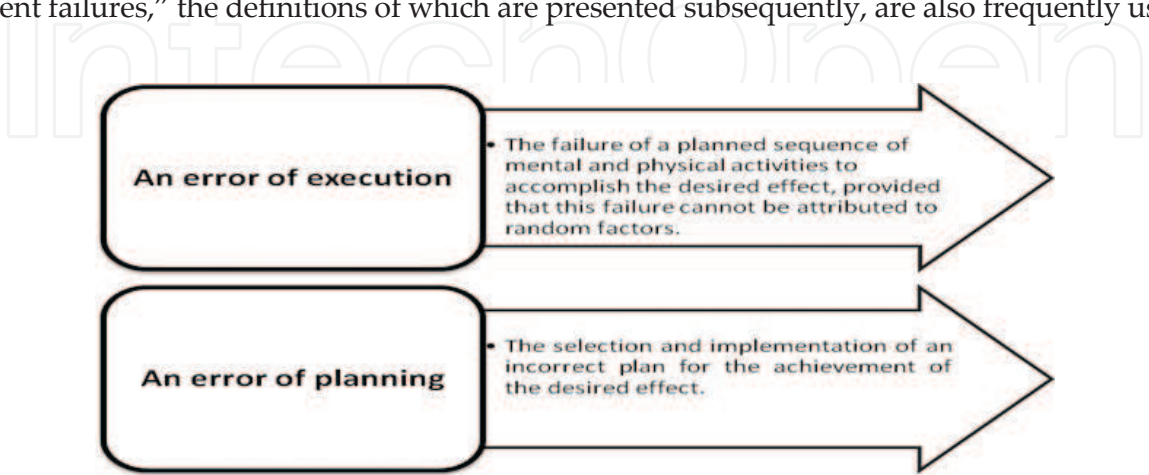 ent failures,” the definitions of which are presented subsequently, are also frequently us
IntechOpen
An error of execution
• The failure of a planned sequence of
mental and physical activities to
accomplish the desired effect, provided
that this failure cannot be attributed to
random factors.
An error of planning
• The selection and implementation of an
incorrect plan for the achievement of
the desired effect.